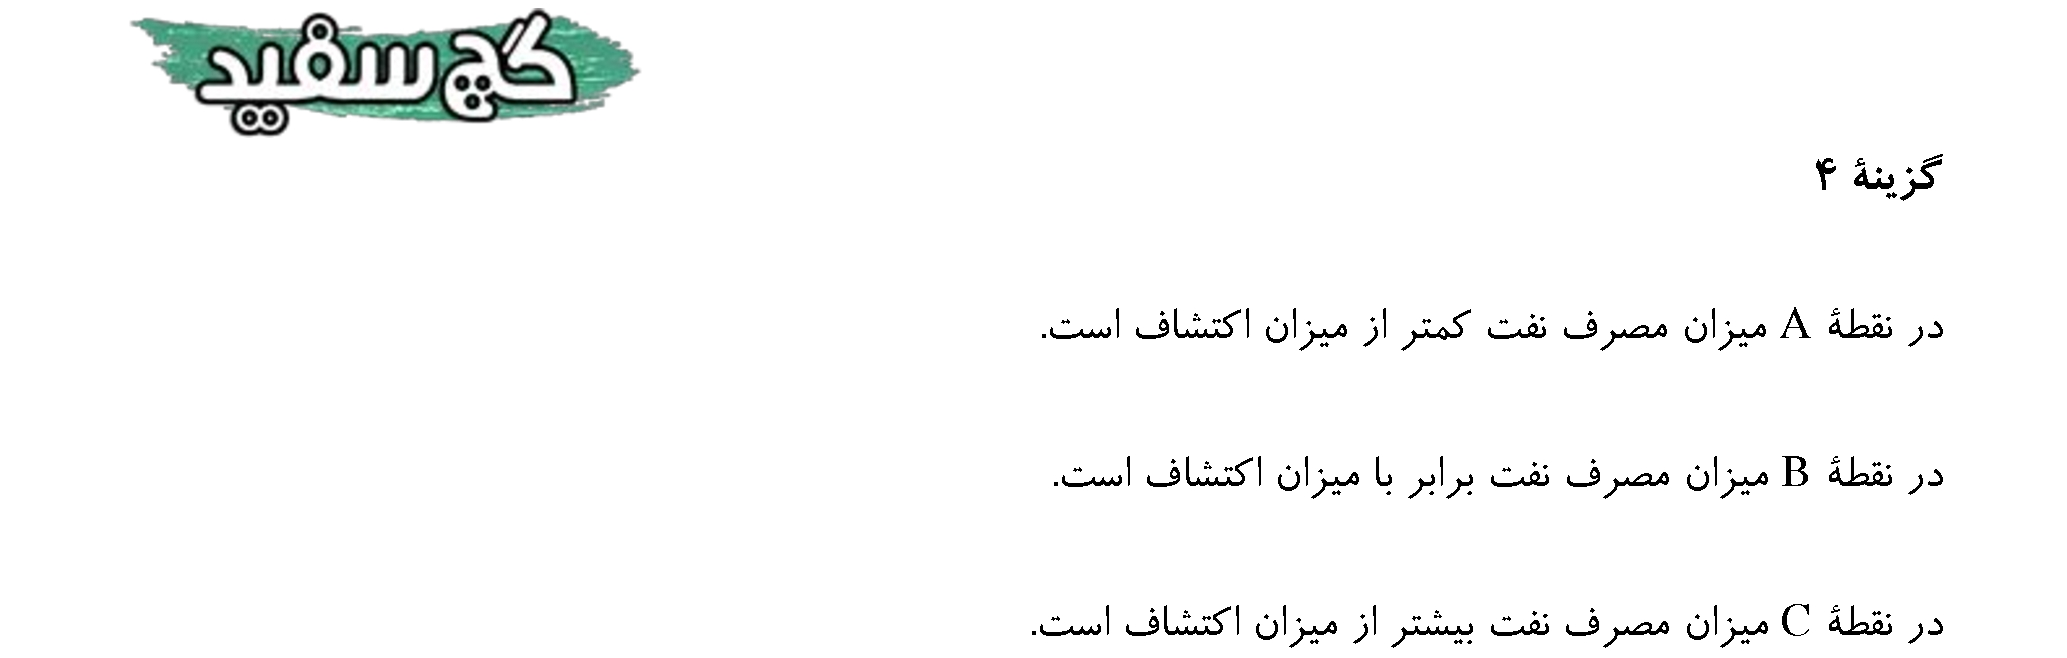 گچ سفید
گزینهٔ ۴
در نقطهٔ A میزان مصرف نفت کمتر از میزان اکتشاف است.
در نقطهٔ B میزان مصرف نفت برابر با میزان اکتشاف است.
در نقطهٔ C میزان مصرف نفت بیشتر از میزان اکتشاف است.